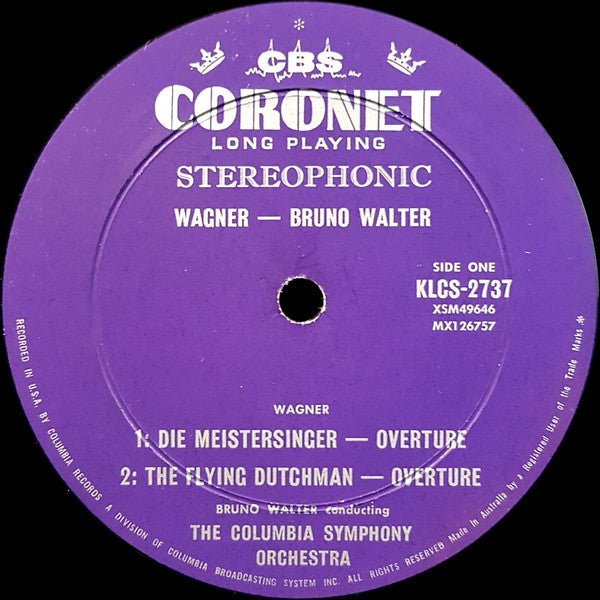 *
CBS
CORONET
LONG PLAYING
STEREOPHONIC
WAGNER — BRUNO WALTER
SIDE ONE
KLCS-2737
XSM49646
MX126757
WAGNER
1: DIE MEISTERSINGER — OVERTURE
2: THE FLYING DUTCHMAN — OVERTURE
BRUNO WALTER conducting
THE COLUMBIA SYMPHONY
ORCHESTRA
RECORDED IN U.S.A. BY COLUMBIA RECORDS A DIVISION OF COLUMBIA BROADCASTING SYSTEM INC. ALL RIGHTS RESERVED Made In Australia by a Registered User of the Trade Marks *